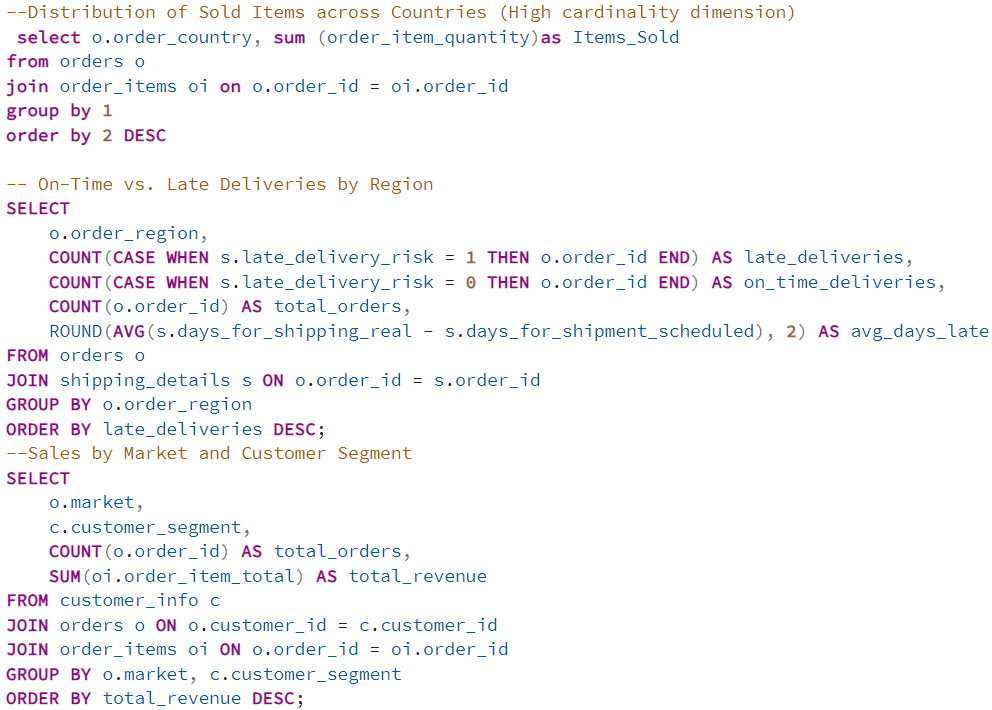 --Distribution of Sold Items across Countries (High cardinality dimension)
 select o.order_country, sum (order_item_quantity)as Items_Sold
from orders o
join order_items oi on o.order_id = oi.order_id
group by 1
order by 2 DESC

-- On-Time vs. Late Deliveries by Region
SELECT
    o.order_region,
    COUNT(CASE WHEN s.late_delivery_risk = 1 THEN o.order_id END) AS late_deliveries,
    COUNT(CASE WHEN s.late_delivery_risk = 0 THEN o.order_id END) AS on_time_deliveries,
    COUNT(o.order_id) AS total_orders,
    ROUND(AVG(s.days_for_shipping_real - s.days_for_shipment_scheduled), 2) AS avg_days_late
FROM orders o
JOIN shipping_details s ON o.order_id = s.order_id
GROUP BY o.order_region
ORDER BY late_deliveries DESC;
--Sales by Market and Customer Segment
SELECT
    o.market,
    c.customer_segment,
    COUNT(o.order_id) AS total_orders,
    SUM(oi.order_item_total) AS total_revenue
FROM customer_info c
JOIN orders o ON o.customer_id = c.customer_id
JOIN order_items oi ON o.order_id = oi.order_id
GROUP BY o.market, c.customer_segment
ORDER BY total_revenue DESC;